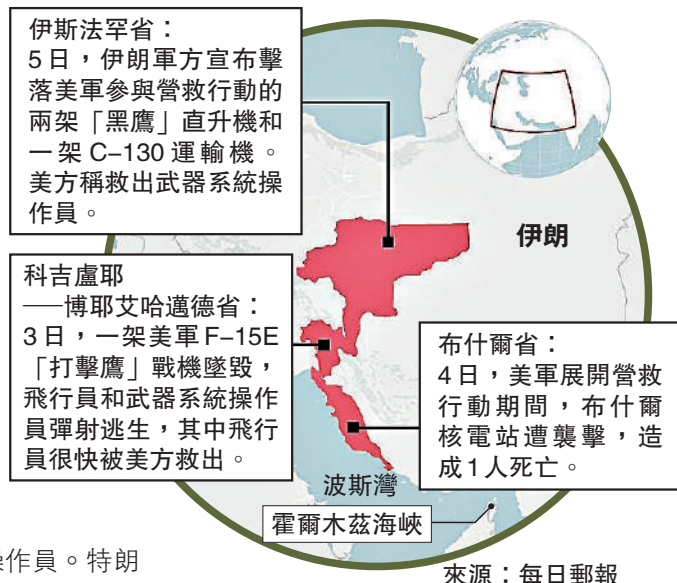 伊斯法罕省：
5日，伊朗軍方宣布擊
落美軍參與營救行動的
兩架「黑鷹」直升機和
一架C–130運輸機。
美方稱救出武器系統操
作員。
伊朗
科吉盧耶
──博耶艾哈邁德省：
3日，一架美軍F–15E
「打擊鷹」戰機墜毀，
飛行員和武器系統操作
員彈射逃生，其中飛行
員很快被美方救出。
布什爾省：
4日，美軍展開營救
行動期間，布什爾
核電站遭襲擊，造
成1人死亡。
波斯灣
霍爾木茲海峽
操作員。特朗
來源：每日郵報